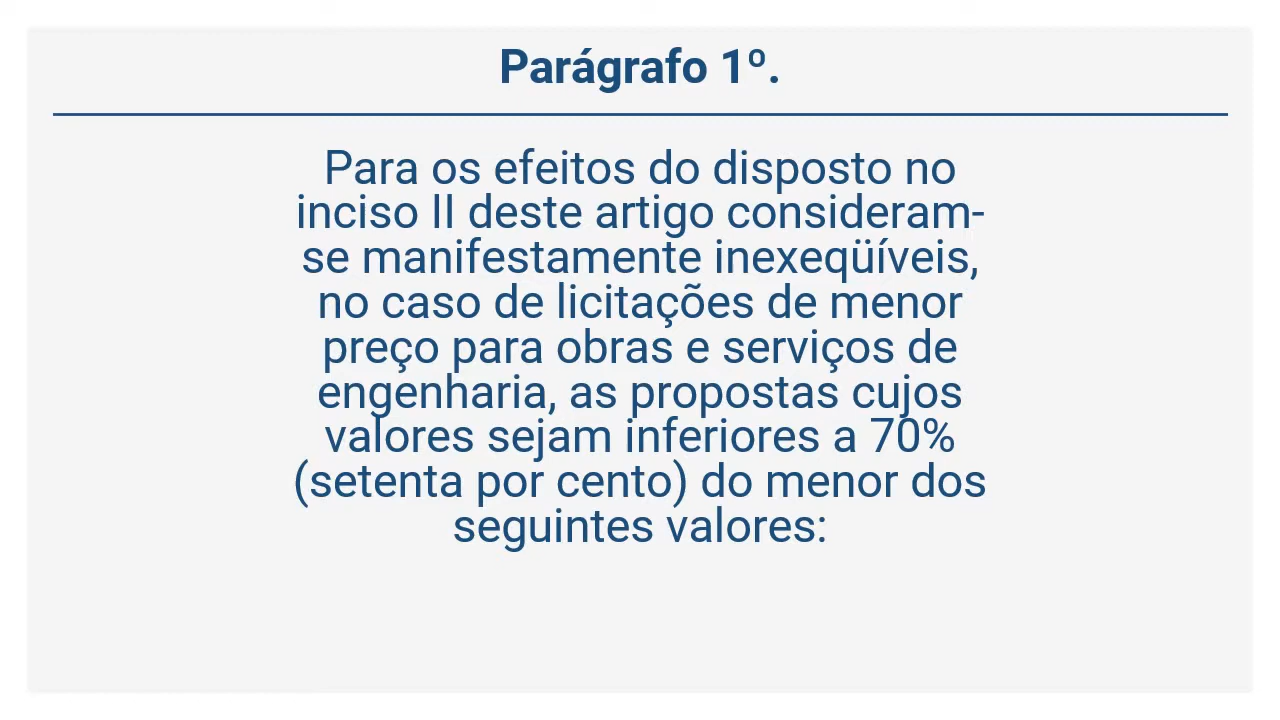 Parágrafo 1º.
Para os efeitos do disposto no
inciso II deste artigo consideram-
se manifestamente inexeqüíveis,
no caso de licitações de menor
preço para obras e serviços de
engenharia, as propostas cujos
valores sejam inferiores a 70%
(setenta por cento) do menor dos
seguintes valores: